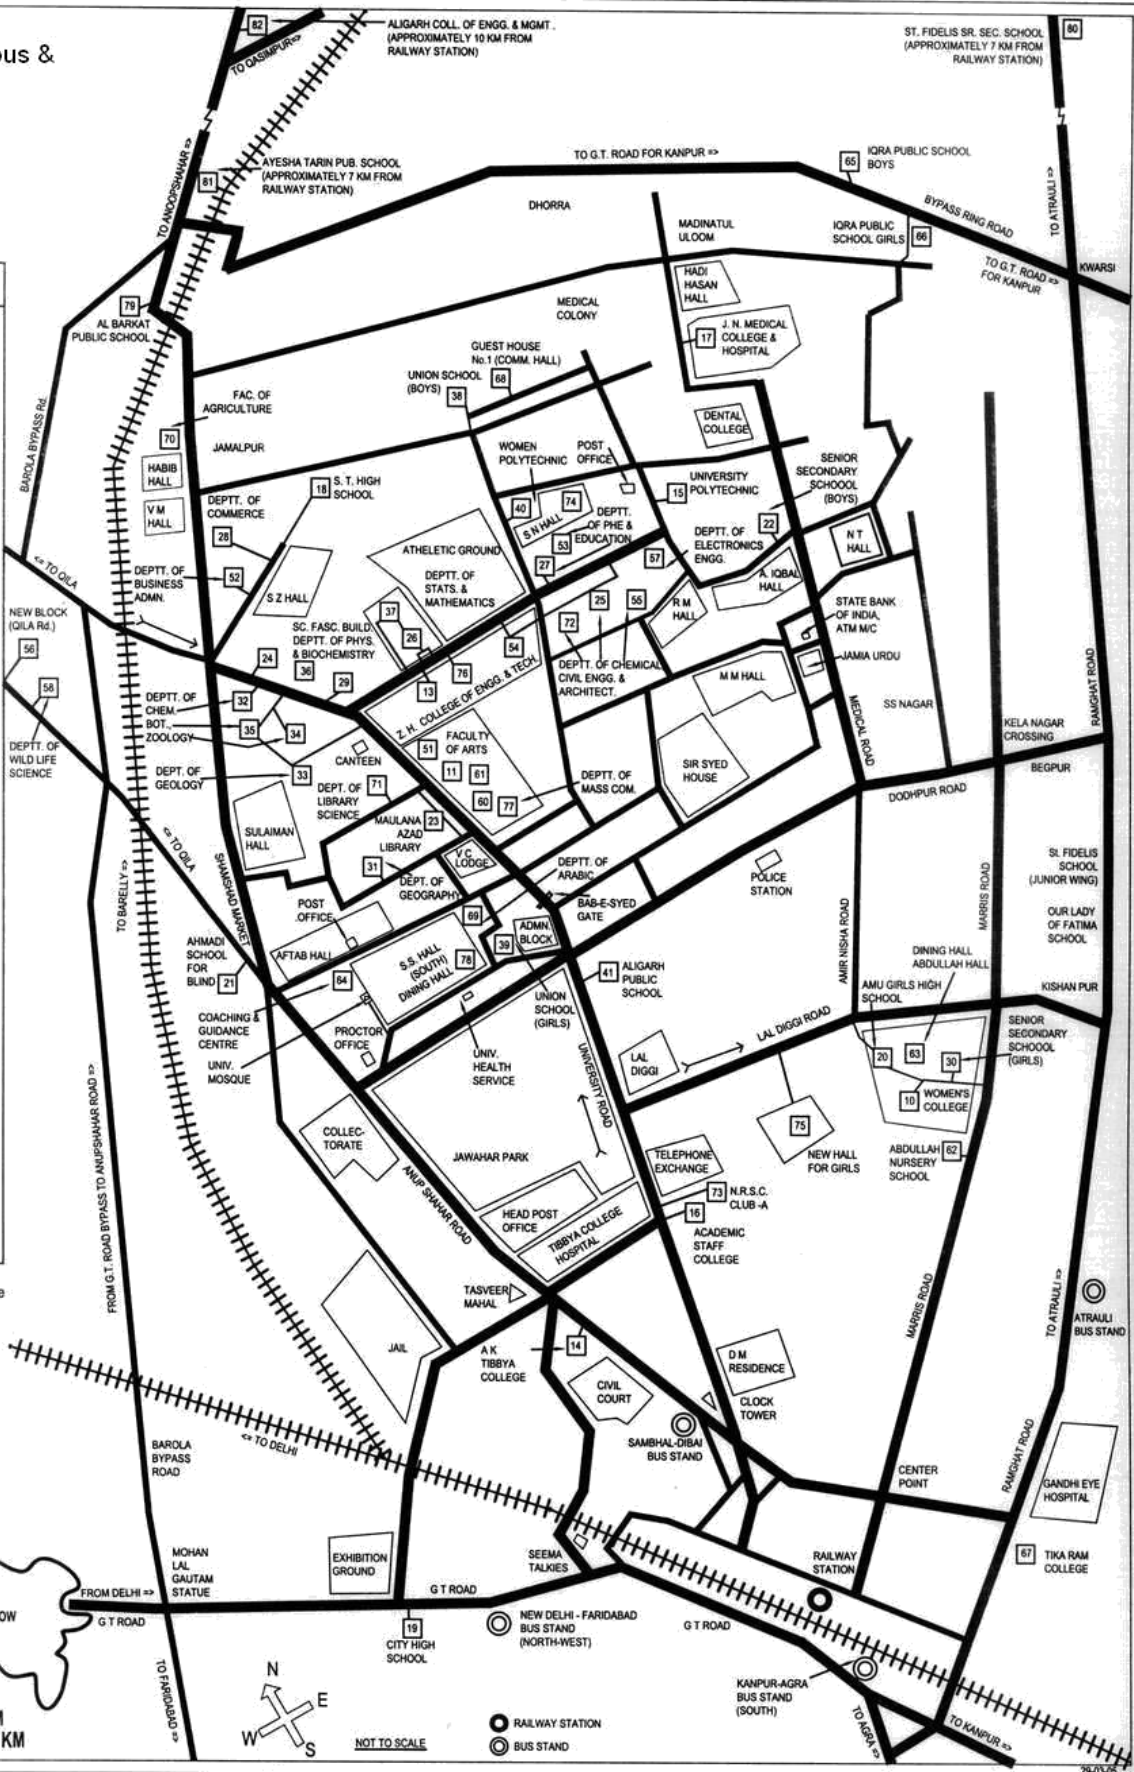 ous &
82
ALIGARH COLL. OF ENGG. & MGMT .
(APPROXIMATELY 10 KM FROM
RAILWAY STATION)
TO QASIMPUR=>
ST. FIDELIS SR. SEC. SCHOOL
(APPROXIMATELY 7 KM FROM
RAILWAY STATION)
80
TO ANOOPSHAHAR =>
81
AYESHA TARIN PUB. SCHOOL
(APPROXIMATELY 7 KM FROM
RAILWAY STATION)
TO G.T. ROAD FOR KANPUR =>
65
IQRA PUBLIC SCHOOL
BOYS
TO ATRAULI =>
DHORRA
MADINATUL
ULOOM
IQRA PUBLIC
SCHOOL GIRLS
66
BYPASS RING ROAD
TO G.T. ROAD =>
FOR KANPUR
KWARSI
79
AL BARKAT
PUBLIC SCHOOL
HADI
HASAN
HALL
MEDICAL
COLONY
17
J. N. MEDICAL
COLLEGE &
HOSPITAL
GUEST HOUSE
No.1 (COMM. HALL)
68
UNION SCHOOL
(BOYS)
38
BAROLA BYPASS Rd.
FAC. OF
AGRICULTURE
70
JAMALPUR
HABIB
HALL
V M
HALL
DENTAL
COLLEGE
WOMEN
POLYTECHNIC
POST
OFFICE
SENIOR
SECONDARY
SCHOOOL
(BOYS)
18
S. T. HIGH
SCHOOL
DEPTT. OF
COMMERCE
28
40
74
S N HALL
53
DEPTT.
OF PHE &
EDUCATION
27
15
UNIVERSITY
POLYTECHNIC
22
DEPTT. OF
ELECTRONICS
ENGG.
57
N T
HALL
<= TO QILA
DEPTT. OF
BUSINESS
ADMN.
52
S Z HALL
ATHELETIC GROUND
DEPTT. OF
STATS. &
MATHEMATICS
A. IQBAL
HALL
R M
HALL
STATE BANK
OF INDIA,
ATM M/C
JAMIA URDU
NEW BLOCK
(QILA Rd.)
56
58
DEPTT. OF
WILD LIFE
SCIENCE
SC. FASC. BUILD.
DEPTT. OF PHYS.
& BIOCHEMISTRY
37
26
24
36
29
13
76
54
25
55
72
DEPTT. OF CHEMICAL
CIVIL ENGG. &
ARCHITECT.
M M HALL
DEPTT. OF
CHEM.
BOT.,
ZOOLOGY
32
35
34
Z. H. COLLEGE OF ENGG. & TECH.
SS NAGAR
MEDICAL ROAD
RAMGHAT ROAD
KELA NAGAR
CROSSING
BEGPUR
DEPT. OF
GEOLOGY
33
CANTEEN
51
FACULTY
OF ARTS
11
61
60
77
DEPTT. OF
MASS COM.
SIR SYED
HOUSE
DODHPUR ROAD
DEPT. OF
LIBRARY
SCIENCE
71
MAULANA
AZAD
LIBRARY
23
SULAIMAN
HALL
<= TO QILA
SHAMSHAD MARKET
TO BARELLY =>
31
DEPT. OF
GEOGRAPHY
V C
LODGE
DEPTT. OF
ARABIC
BAB-E-SYED
GATE
POLICE
STATION
St. FIDELIS
SCHOOL
(JUNIOR WING)
MARRIS ROAD
AMIR NISHA ROAD
OUR LADY
OF FATIMA
SCHOOL
POST
.OFFICE
AFTAB HALL
69
39
ADMN.
BLOCK
AHMADI
SCHOOL
FOR
BLIND
21
64
S.S. HALL
(SOUTH)
DINING HALL
78
41
ALIGARH
PUBLIC
SCHOOL
DINING HALL
ABDULLAH HALL
AMU GIRLS HIGH
SCHOOL
KISHAN PUR
COACHING &
GUIDANCE
CENTRE
UNIV.
MOSQUE
PROCTOR
OFFICE
UNIV.
HEALTH
SERVICE
UNION
SCHOOL
(GIRLS)
UNIVERSITY ROAD
LAL
DIGGI
LAL DIGGI ROAD
20
63
30
10
WOMEN'S
COLLEGE
SENIOR
SECONDARY
SCHOOOL
(GIRLS)
FROM G.T. ROAD BYPASS TO ANUPSHAHAR ROAD =>
COLLEC-
TORATE
JAWAHAR PARK
75
NEW HALL
FOR GIRLS
TELEPHONE
EXCHANGE
ABDULLAH
NURSERY
SCHOOL
62
ANUP SHAHAR ROAD
HEAD POST
OFFICE
TIBBYA COLLEGE
HOSPITAL
73
N.R.S.C.
CLUB -A
16
ACADEMIC
STAFF
COLLEGE
e
TASVEER
MAHAL
MARRIS ROAD
TO ATRAULI =>
ATRAULI
BUS STAND
JAIL
A K
TIBBYA
COLLEGE
14
CIVIL
COURT
D M
RESIDENCE
CLOCK
TOWER
SAMBHAL-DIBAI
BUS STAND
<= TO DELHI
BAROLA
BYPASS
ROAD
CENTER
POINT
RAMGHAT ROAD
GANDHI EYE
HOSPITAL
67
TIKA RAM
COLLEGE
MOHAN
LAL
GAUTAM
STATUE
EXHIBITION
GROUND
SEEMA
TALKIES
RAILWAY
STATION
FROM DELHI =>
G T ROAD
G T ROAD
G T ROAD
OW
19
CITY HIGH
SCHOOL
NEW DELHI - FARIDABAD
BUS STAND
(NORTH-WEST)
KANPUR-AGRA
BUS STAND
(SOUTH)
TO FARIDABAD =>
TO AGRA =>
TO KANPUR =>
N
E
W
S
KM
NOT TO SCALE
RAILWAY STATION
BUS STAND
29-03-05